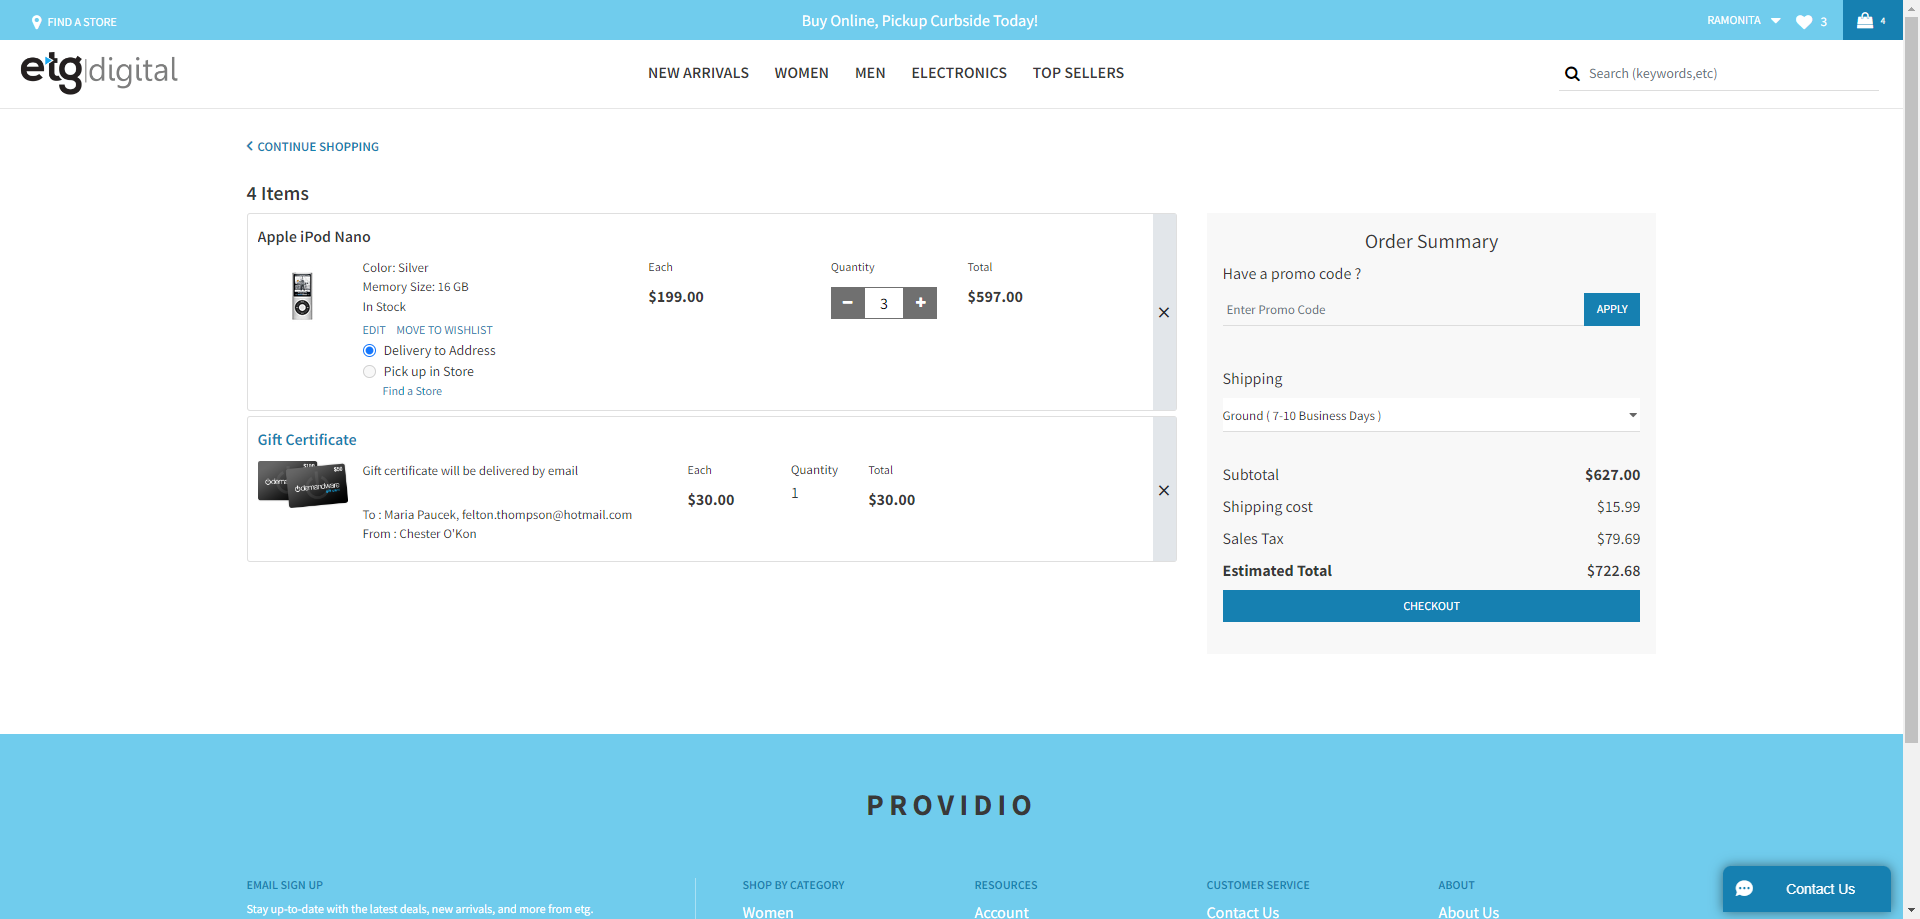 FIND A STORE
Buy Online, Pickup Curbside Today!
RAMONITA
3
4
etg|digital
NEW ARRIVALS
WOMEN
MEN
ELECTRONICS
TOP SELLERS
Search (keywords,etc)
CONTINUE SHOPPING
4 Items
Apple iPod Nano
Color: Silver
Memory Size: 16 GB
In Stock
EDIT MOVE TO WISHLIST
Delivery to Address
Pick up in Store
Find a Store
Each
$199.00
Quantity
3
Total
$597.00
Gift Certificate
$100
$50
demandware
Gift certificate will be delivered by email
To : Maria Paucek, felton.thompson@hotmail.com
From : Chester O'Kon
Each
$30.00
Quantity
1
Total
$30.00
Order Summary
Have a promo code ?
Enter Promo Code
APPLY
Shipping
Ground ( 7-10 Business Days )
Subtotal $627.00
Shipping cost $15.99
Sales Tax $79.69
Estimated Total $722.68
CHECKOUT
PROVIDIO
EMAIL SIGN UP
Stay up-to-date with the latest deals, new arrivals, and more from etg.
SHOP BY CATEGORY
Women
RESOURCES
Account
CUSTOMER SERVICE
Contact Us
ABOUT
About Us
Contact Us